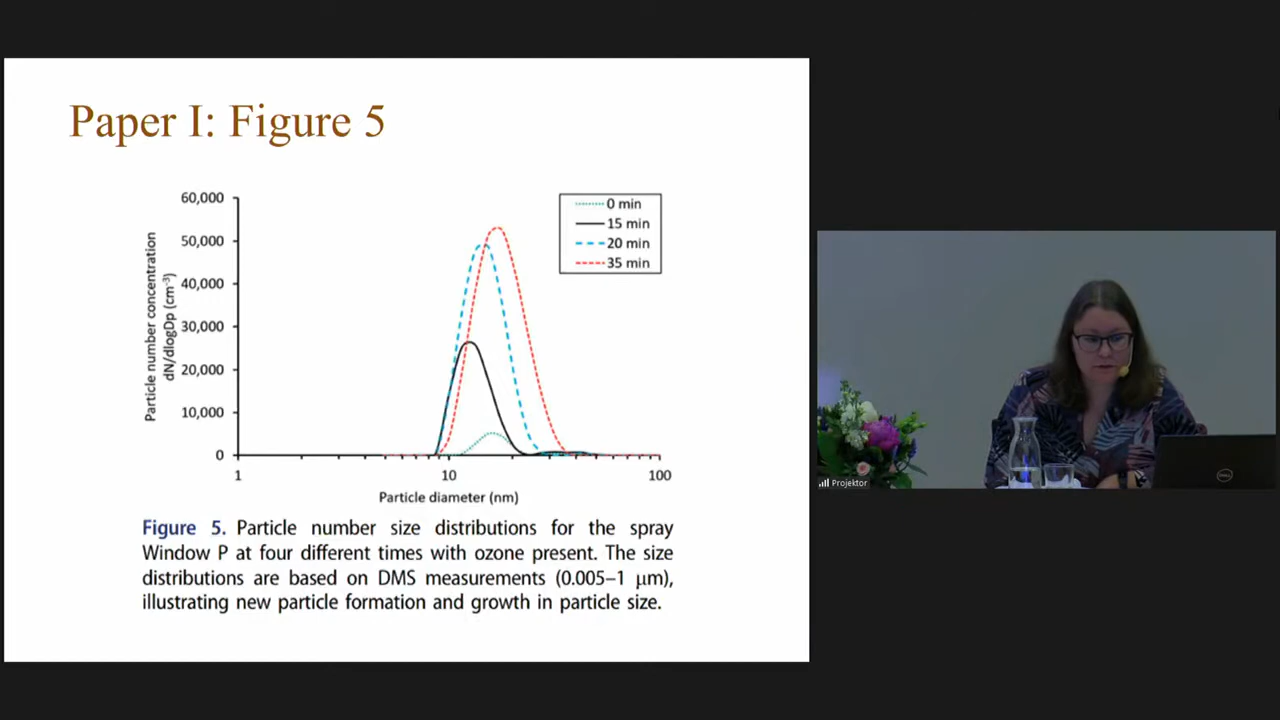 Paper I: Figure 5
60,000
50,000
40,000
30,000
20,000
10,000
0
Particle number concentration
dN/dlogDp (cm⁻³)
0 min
15 min
20 min
35 min
1
10
100
Particle diameter (nm)
Figure 5. Particle number size distributions for the spray
Window P at four different times with ozone present. The size
distributions are based on DMS measurements (0.005–1 μm),
illustrating new particle formation and growth in particle size.
Projektor
DELL